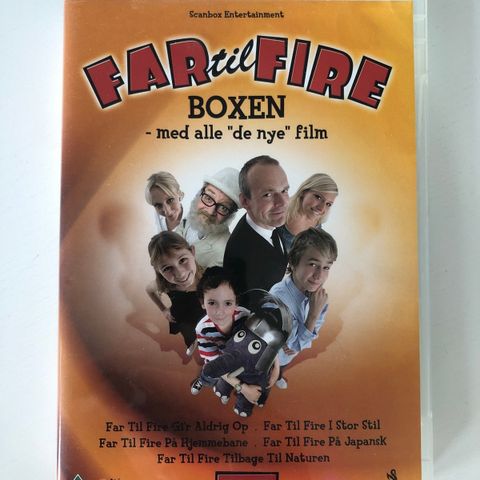 Scanbox Entertainment
FAR til FIRE
BOXEN
- med alle "de nye" film
Far Til Fire Gi'r Aldrig Op . Far Til Fire I Stor Stil
Far Til Fire På Hjemmebane . Far Til Fire På Japansk
Far Til Fire Tilbage Til Naturen